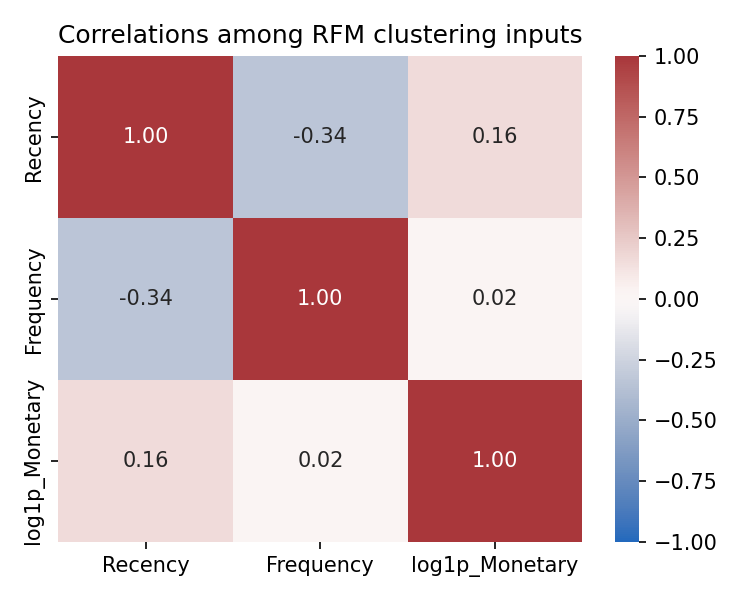 Correlations among RFM clustering inputs
Recency
1.00
-0.34
0.16
Frequency
-0.34
1.00
0.02
log1p_Monetary
0.16
0.02
1.00
Recency
Frequency
log1p_Monetary
1.00
0.75
0.50
0.25
0.00
−0.25
−0.50
−0.75
−1.00